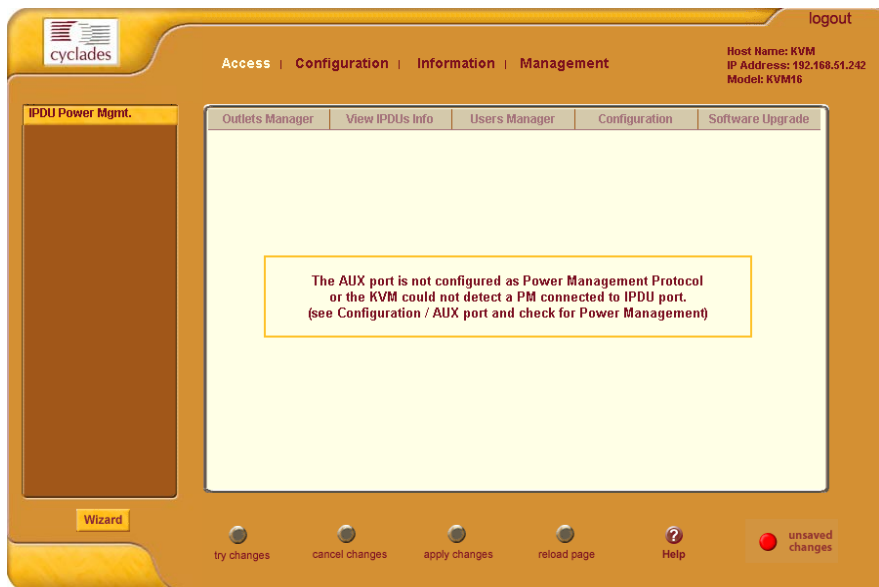 logout
cyclades
Access | Configuration | Information | Management
Host Name: KVM
IP Address: 192.168.51.242
Model: KVM16
IPDU Power Mgmt.
Outlets Manager | View IPDUs Info | Users Manager | Configuration | Software Upgrade
The AUX port is not configured as Power Management Protocol
or the KVM could not detect a PM connected to IPDU port.
(see Configuration / AUX port and check for Power Management)
Wizard
try changes
cancel changes
apply changes
reload page
? Help
unsaved
changes